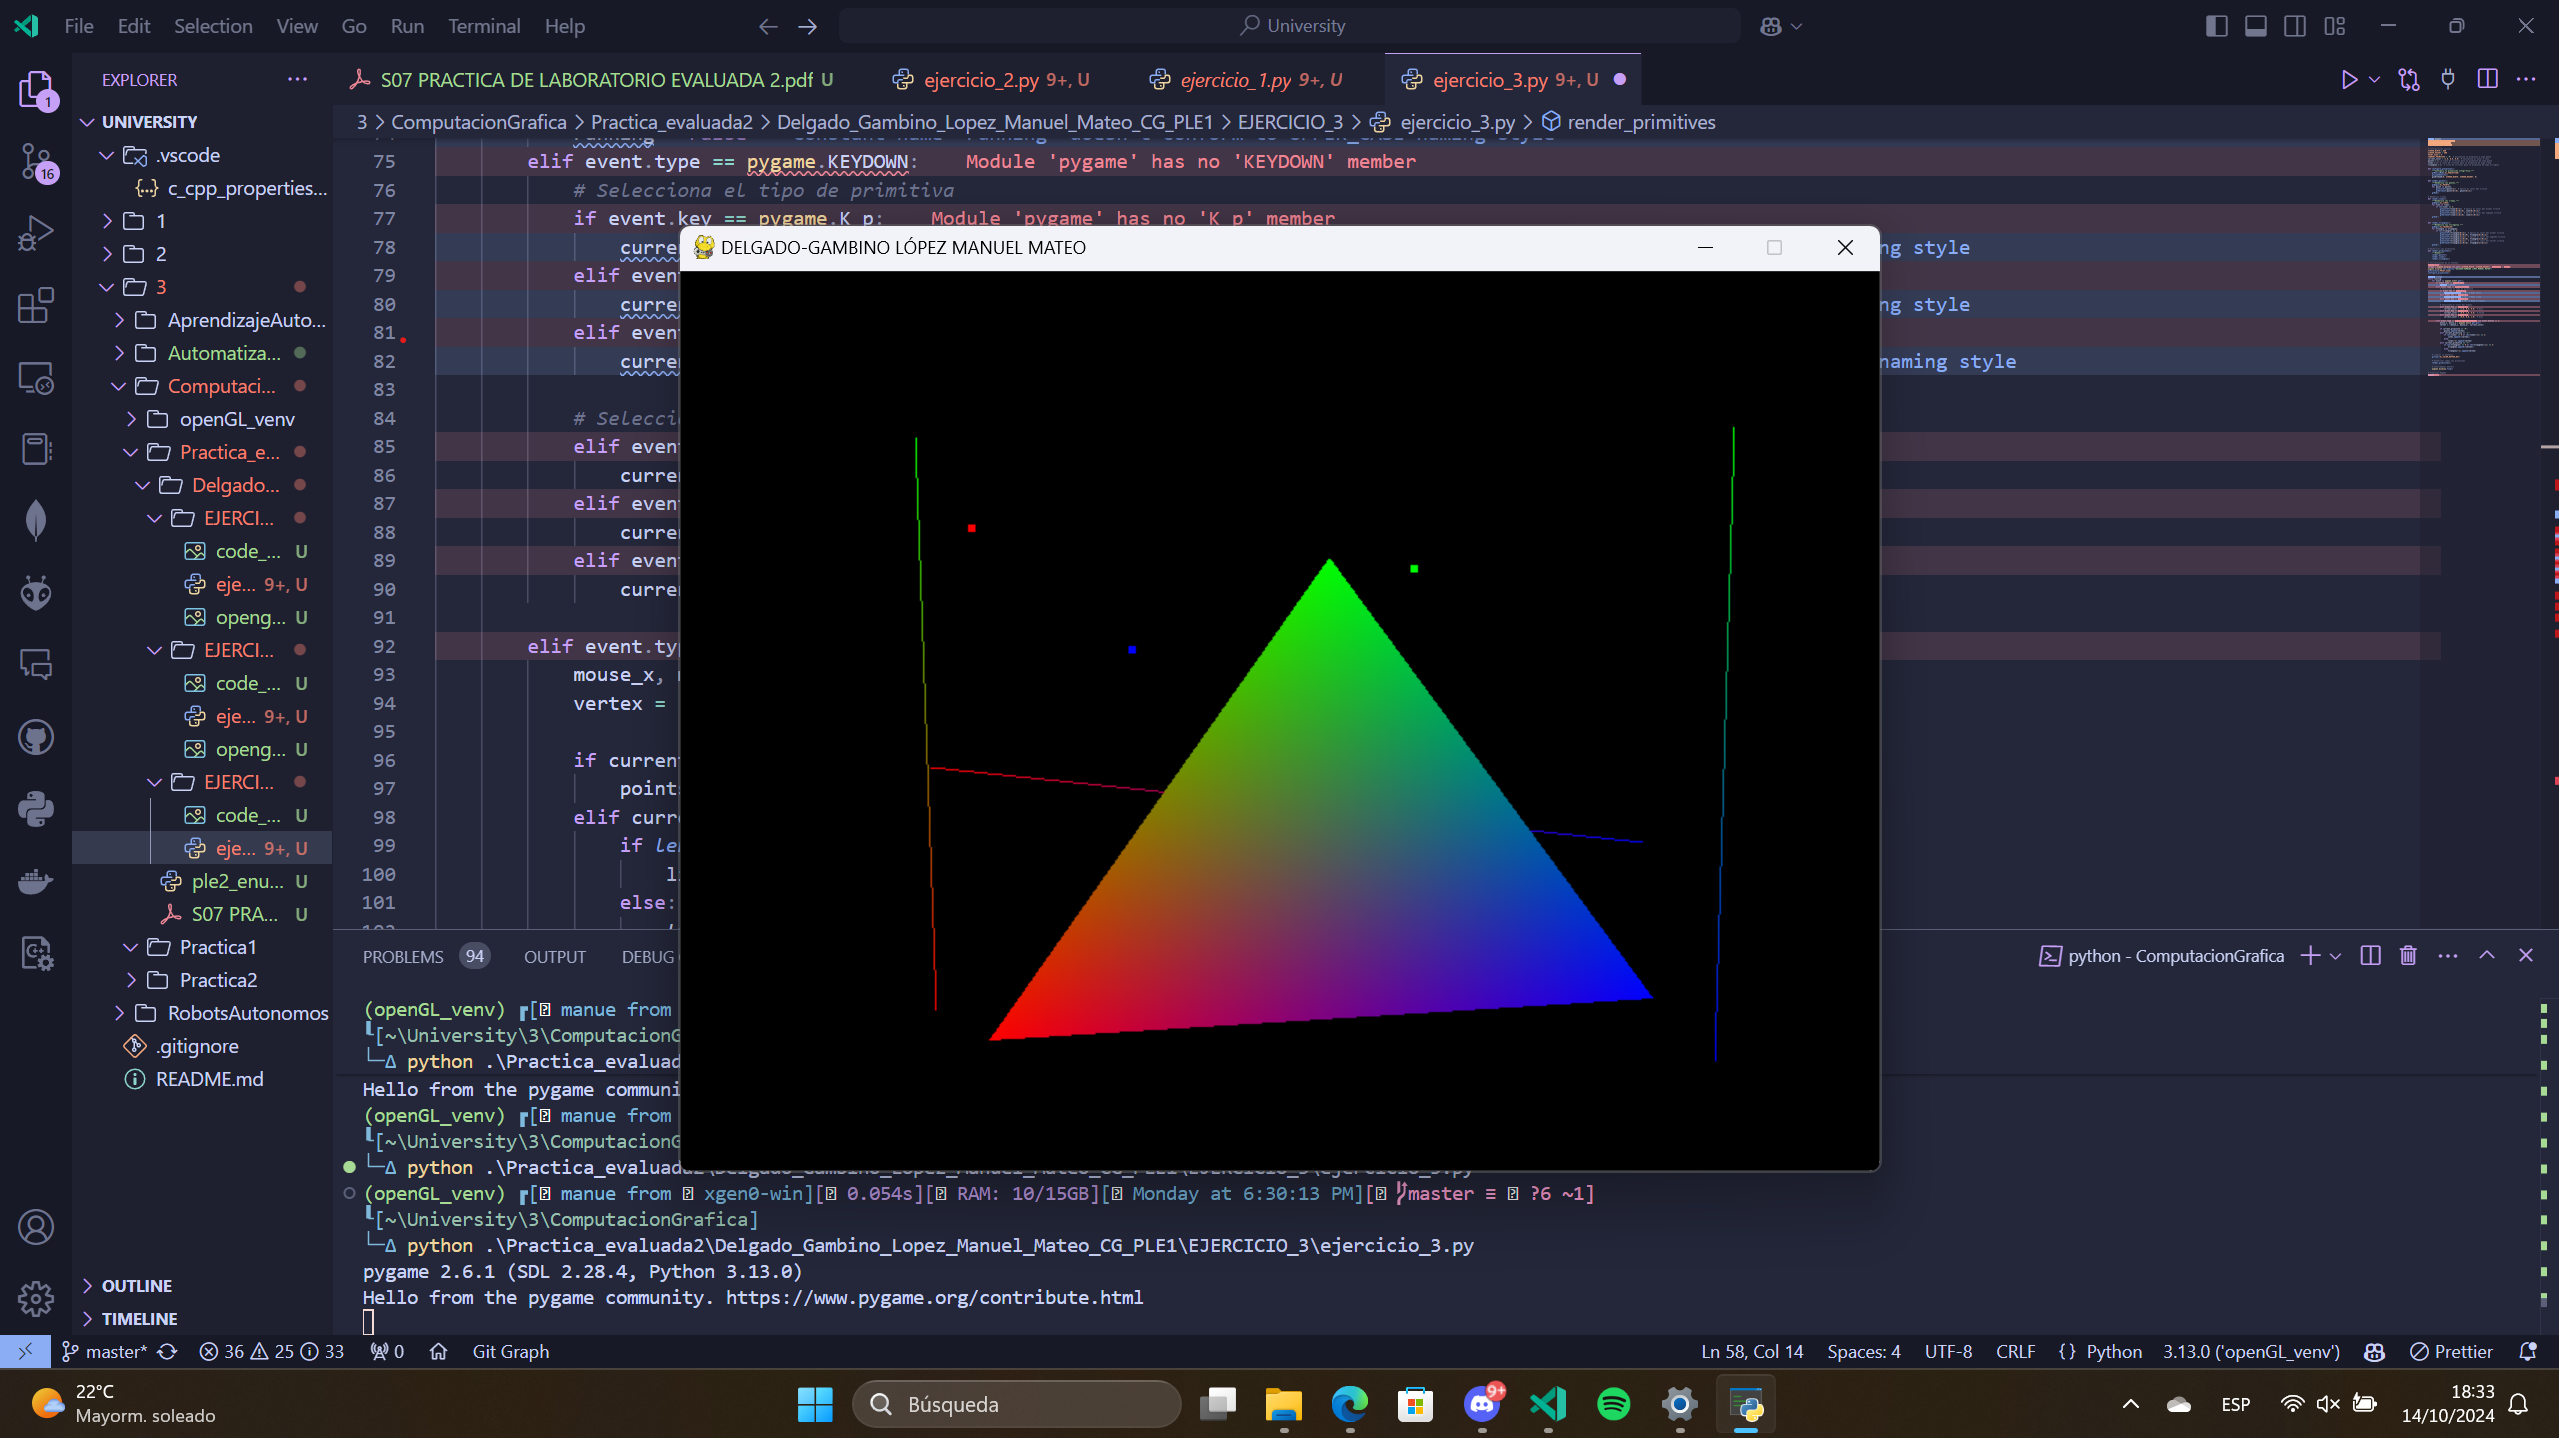 File Edit Selection View Go Run Terminal Help
University
EXPLORER
S07 PRACTICA DE LABORATORIO EVALUADA 2.pdf U
ejercicio_2.py 9+, U
ejercicio_1.py 9+, U
ejercicio_3.py 9+, U
3 > ComputacionGrafica > Practica_evaluada2 > Delgado_Gambino_Lopez_Manuel_Mateo_CG_PLE1 > EJERCICIO_3 > ejercicio_3.py > render_primitives
1
16
UNIVERSITY
.vscode
c_cpp_properties...
1
2
3
AprendizajeAuto...
Automatiza...
Computaci...
openGL_venv
Practica_e...
Delgado...
EJERCI...
code_... U
eje... 9+, U
openg... U
EJERCI...
code_... U
eje... 9+, U
openg... U
EJERCI...
code_... U
eje... 9+, U
ple2_enu... U
S07 PRA... U
Practica1
Practica2
RobotsAutonomos
.gitignore
README.md
OUTLINE
TIMELINE
75 elif event.type == pygame.KEYDOWN: Module 'pygame' has no 'KEYDOWN' member
76 # Selecciona el tipo de primitiva
77 if event.key == pygame.K_p: Module 'pygame' has no 'K_p' member
78 curre ng style
79 elif even
80 curre ng style
81 elif even
82 curre naming style
83
84 # Selecci
85 elif even
86 curre
87 elif even
88 curre
89 elif even
90 curre
91
92 elif event.ty
93 mouse_x,
94 vertex =
95
96 if curren
97 point
98 elif curr
99 if le
100 l
101 else:
DELGADO-GAMBINO LÓPEZ MANUEL MATEO
PROBLEMS 94 OUTPUT DEBUG
python - ComputacionGrafica
(openGL_venv) manue from
[~\University\3\ComputacionG
python .\Practica_evaluad
Hello from the pygame communi
(openGL_venv) manue from
[~\University\3\ComputacionG
python .\Practica_evaluada2\Delgado_Gambino_Lopez_Manuel_Mateo_CG_PLE1\EJERCICIO_3\ejercicio_3.py
(openGL_venv) manue from xgen0-win][ 0.054s][ RAM: 10/15GB][ Monday at 6:30:13 PM][ master ≡ ?6 ~1]
[~\University\3\ComputacionGrafica]
python .\Practica_evaluada2\Delgado_Gambino_Lopez_Manuel_Mateo_CG_PLE1\EJERCICIO_3\ejercicio_3.py
pygame 2.6.1 (SDL 2.28.4, Python 3.13.0)
Hello from the pygame community. https://www.pygame.org/contribute.html
master* 36 25 33 0 Git Graph
Ln 58, Col 14 Spaces: 4 UTF-8 CRLF {} Python 3.13.0 ('openGL_venv') Prettier
22°C
Mayorm. soleado
Búsqueda
9+
ESP
18:33
14/10/2024